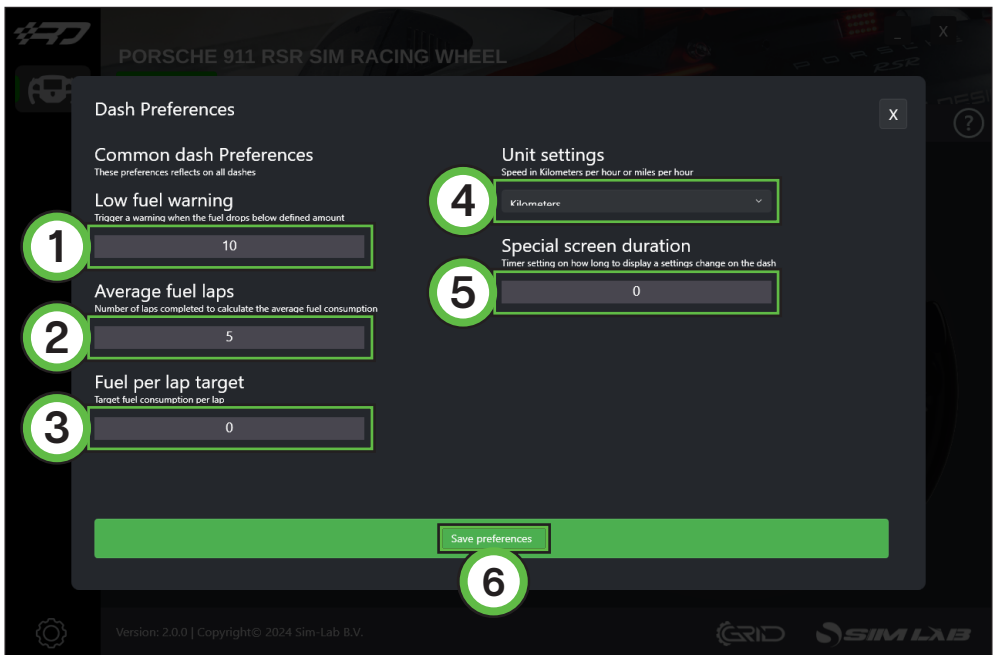 PORSCHE 911 RSR SIM RACING WHEEL
X
RSR
Dash Preferences
X
?
Common dash Preferences
These preferences reflects on all dashes
Low fuel warning
Trigger a warning when the fuel drops below defined amount
1
10
Average fuel laps
Number of laps completed to calculate the average fuel consumption
2
5
Fuel per lap target
Target fuel consumption per lap
3
0
Unit settings
Speed in Kilometers per hour or miles per hour
4
Kilometers
Special screen duration
Timer setting on how long to display a settings change on the dash
5
0
Save preferences
6
Version: 2.0.0 | Copyright© 2024 Sim-Lab B.V.
GRID
SIM LAB